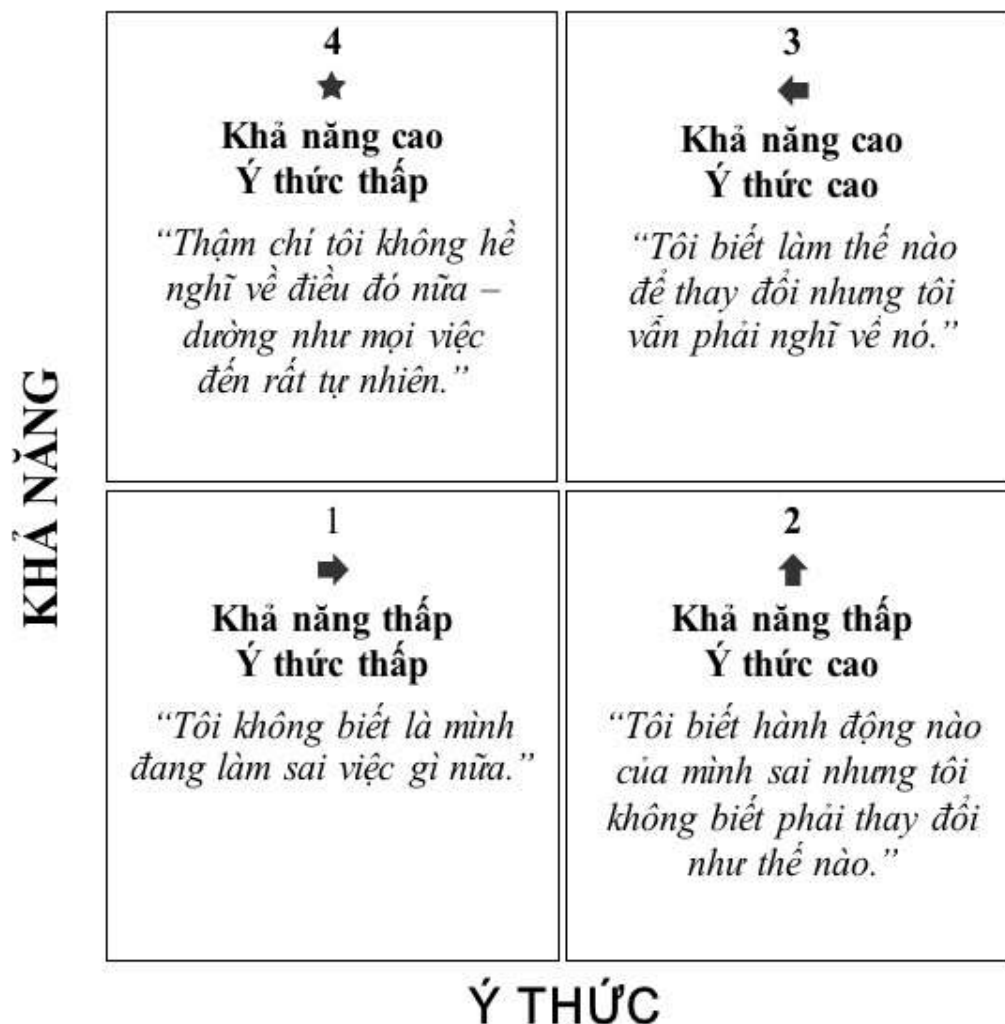 4
Khả năng cao
Ý thức thấp
“Thậm chí tôi không hề
nghĩ về điều đó nữa –
dường như mọi việc
đến rất tự nhiên.”
3
Khả năng cao
Ý thức cao
“Tôi biết làm thế nào
để thay đổi nhưng tôi
vẫn phải nghĩ về nó.”
KHẢ NĂNG
1
Khả năng thấp
Ý thức thấp
“Tôi không biết là mình
đang làm sai việc gì nữa.”
2
Khả năng thấp
Ý thức cao
“Tôi biết hành động nào
của mình sai nhưng tôi
không biết phải thay đổi
như thế nào.”
Ý THỨC